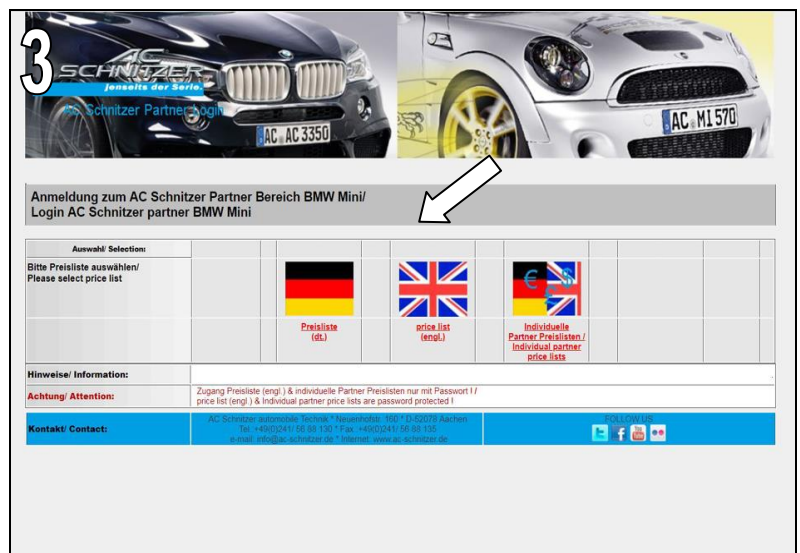 3
AC
SCHNITZER
Jenseits der Serie.
AC Schnitzer Partner Login
AC AC 3350
AC MI 570
Anmeldung zum AC Schnitzer Partner Bereich BMW Mini/
Login AC Schnitzer partner BMW Mini
Auswahl/ Selection:
Bitte Preisliste auswählen/
Please select price list
€ $ £
Preisliste
(dt.)
price list
(engl.)
Individuelle
Partner Preislisten /
Individual partner
price lists
Hinweise/ Information:
Achtung/ Attention:
Zugang Preisliste (engl.) & individuelle Partner Preislisten nur mit Passwort ! /
price list (engl.) & Individual partner price lists are password protected !
Kontakt/ Contact:
AC Schnitzer automobile Technik * Neuenhofstr. 160 * D-52078 Aachen
Tel. +49(0)241/ 56 88 130 * Fax +49(0)241/ 56 88 135
e-mail: info@ac-schnitzer.de * Internet: www.ac-schnitzer.de
FOLLOW US